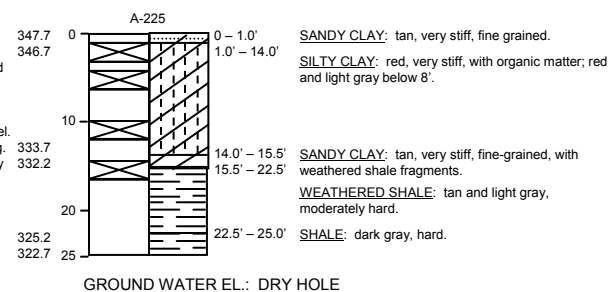 A-225
347.7 0 0 – 1.0' SANDY CLAY: tan, very stiff, fine grained.
346.7 1.0' – 14.0' SILTY CLAY: red, very stiff, with organic matter; red
d and light gray below 8'.
10
el.
g. 333.7 14.0' – 15.5' SANDY CLAY: tan, very stiff, fine-grained, with
y 332.2 15.5' – 22.5' weathered shale fragments.
WEATHERED SHALE: tan and light gray,
moderately hard.
20
325.2 22.5' – 25.0' SHALE: dark gray, hard.
322.7 25
GROUND WATER EL.: DRY HOLE